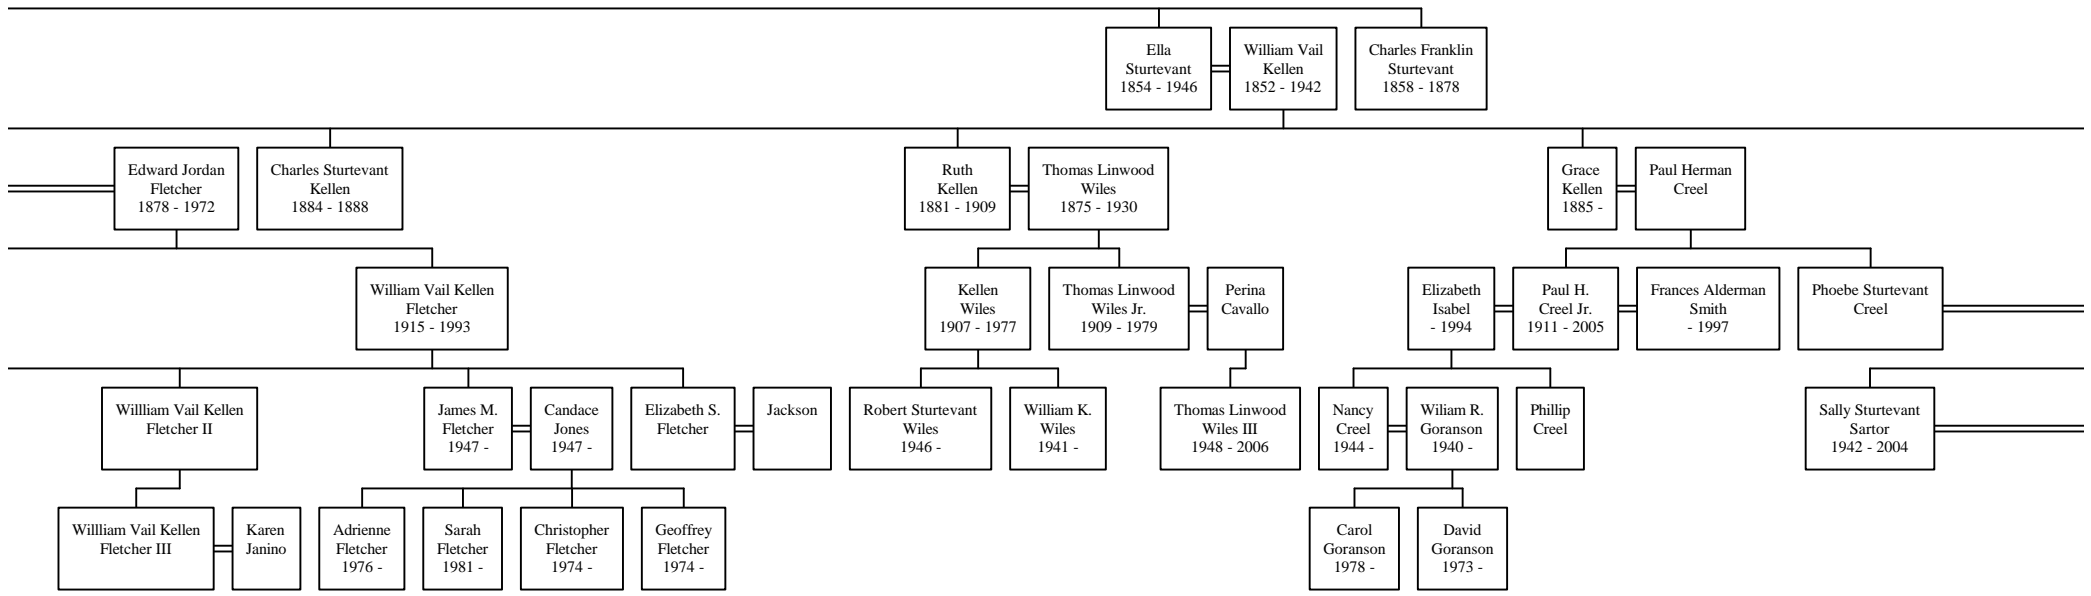 Ella
Sturtevant
1854 - 1946
William Vail
Kellen
1852 - 1942
Charles Franklin
Sturtevant
1858 - 1878
Edward Jordan
Fletcher
1878 - 1972
Charles Sturtevant
Kellen
1884 - 1888
Ruth
Kellen
1881 - 1909
Thomas Linwood
Wiles
1875 - 1930
Grace
Kellen
1885 -
Paul Herman
Creel
William Vail Kellen
Fletcher
1915 - 1993
Kellen
Wiles
1907 - 1977
Thomas Linwood
Wiles Jr.
1909 - 1979
Perina
Cavallo
Elizabeth
Isabel
- 1994
Paul H.
Creel Jr.
1911 - 2005
Frances Alderman
Smith
- 1997
Phoebe Sturtevant
Creel
Willliam Vail Kellen
Fletcher II
James M.
Fletcher
1947 -
Candace
Jones
1947 -
Elizabeth S.
Fletcher
Jackson
Robert Sturtevant
Wiles
1946 -
William K.
Wiles
1941 -
Thomas Linwood
Wiles III
1948 - 2006
Nancy
Creel
1944 -
Wiliam R.
Goranson
1940 -
Phillip
Creel
Sally Sturtevant
Sartor
1942 - 2004
Willliam Vail Kellen
Fletcher III
Karen
Janino
Adrienne
Fletcher
1976 -
Sarah
Fletcher
1981 -
Christopher
Fletcher
1974 -
Geoffrey
Fletcher
1974 -
Carol
Goranson
1978 -
David
Goranson
1973 -